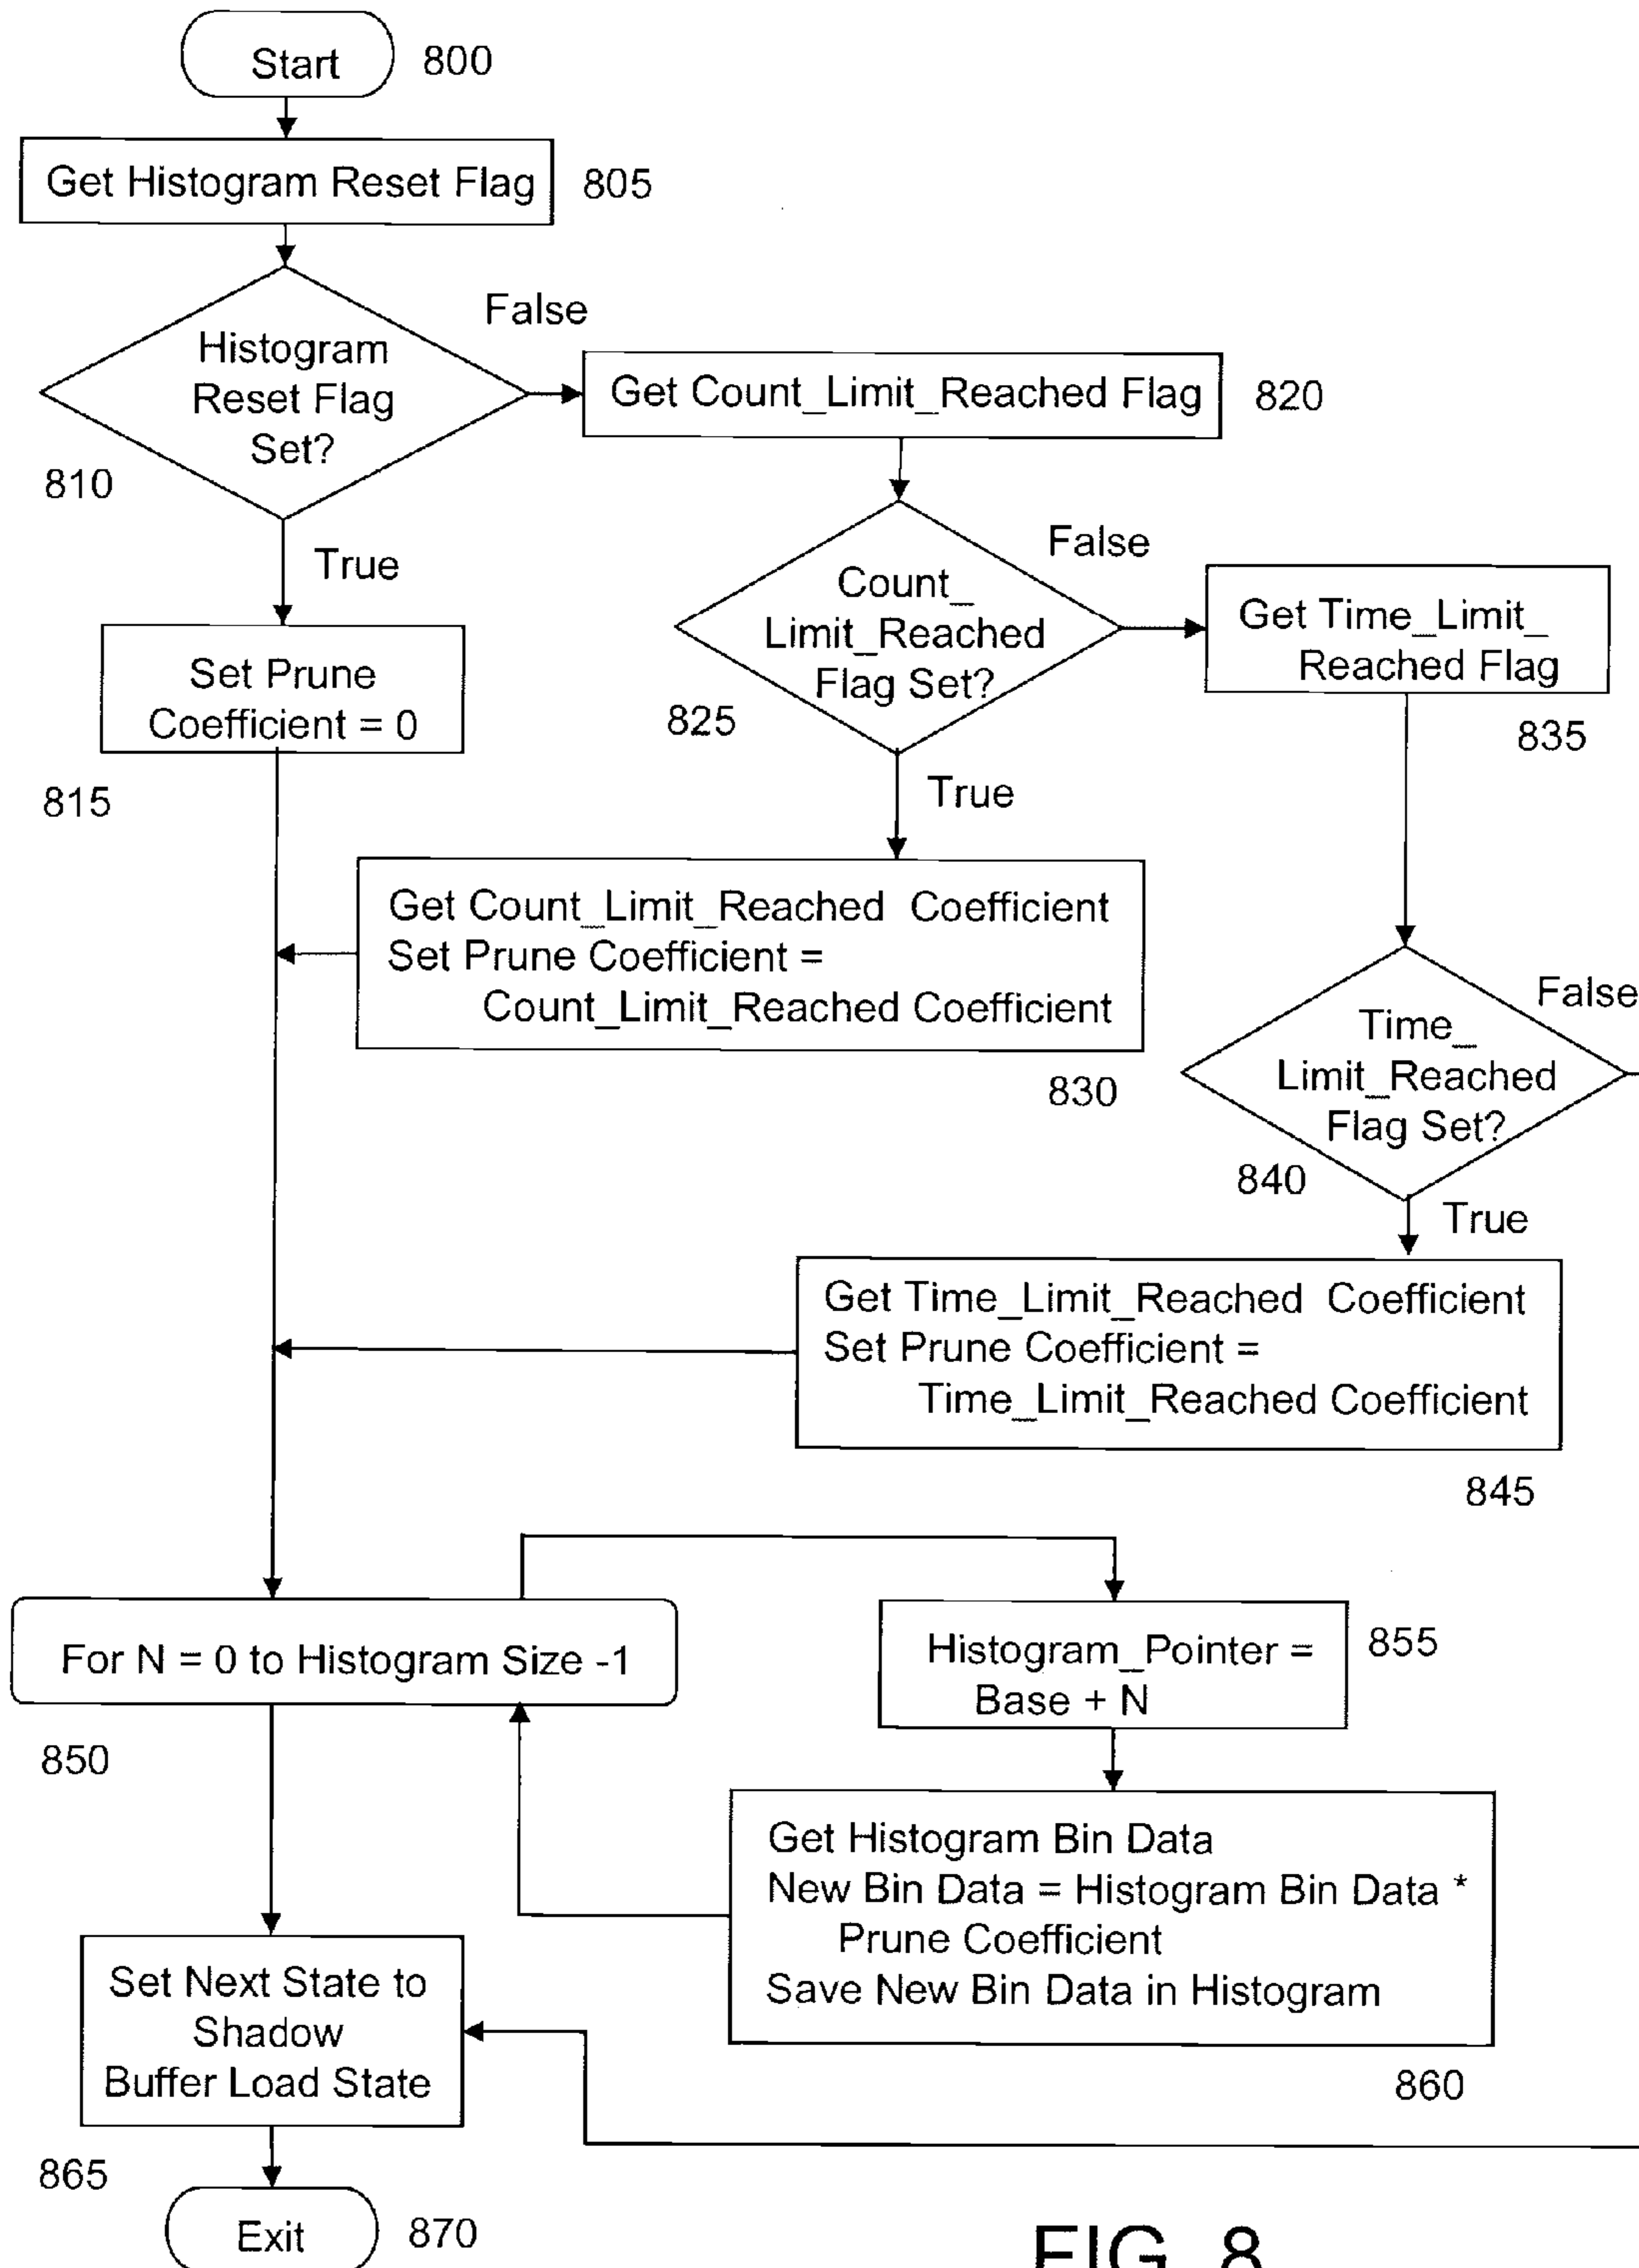 Start
800
Get Histogram Reset Flag
805
Histogram
Reset Flag
Set?
810
False
True
Get Count_Limit_Reached Flag
820
Count_
Limit_Reached
Flag Set?
825
False
True
Get Time_Limit_
Reached Flag
835
Set Prune
Coefficient = 0
815
Get Count_Limit_Reached Coefficient
Set Prune Coefficient =
Count_Limit_Reached Coefficient
830
Time_
Limit_Reached
Flag Set?
840
False
True
Get Time_Limit_Reached Coefficient
Set Prune Coefficient =
Time_Limit_Reached Coefficient
845
For N = 0 to Histogram Size -1
850
Histogram_Pointer =
Base + N
855
Get Histogram Bin Data
New Bin Data = Histogram Bin Data *
Prune Coefficient
Save New Bin Data in Histogram
860
Set Next State to
Shadow
Buffer Load State
865
Exit
870
FIG. 8